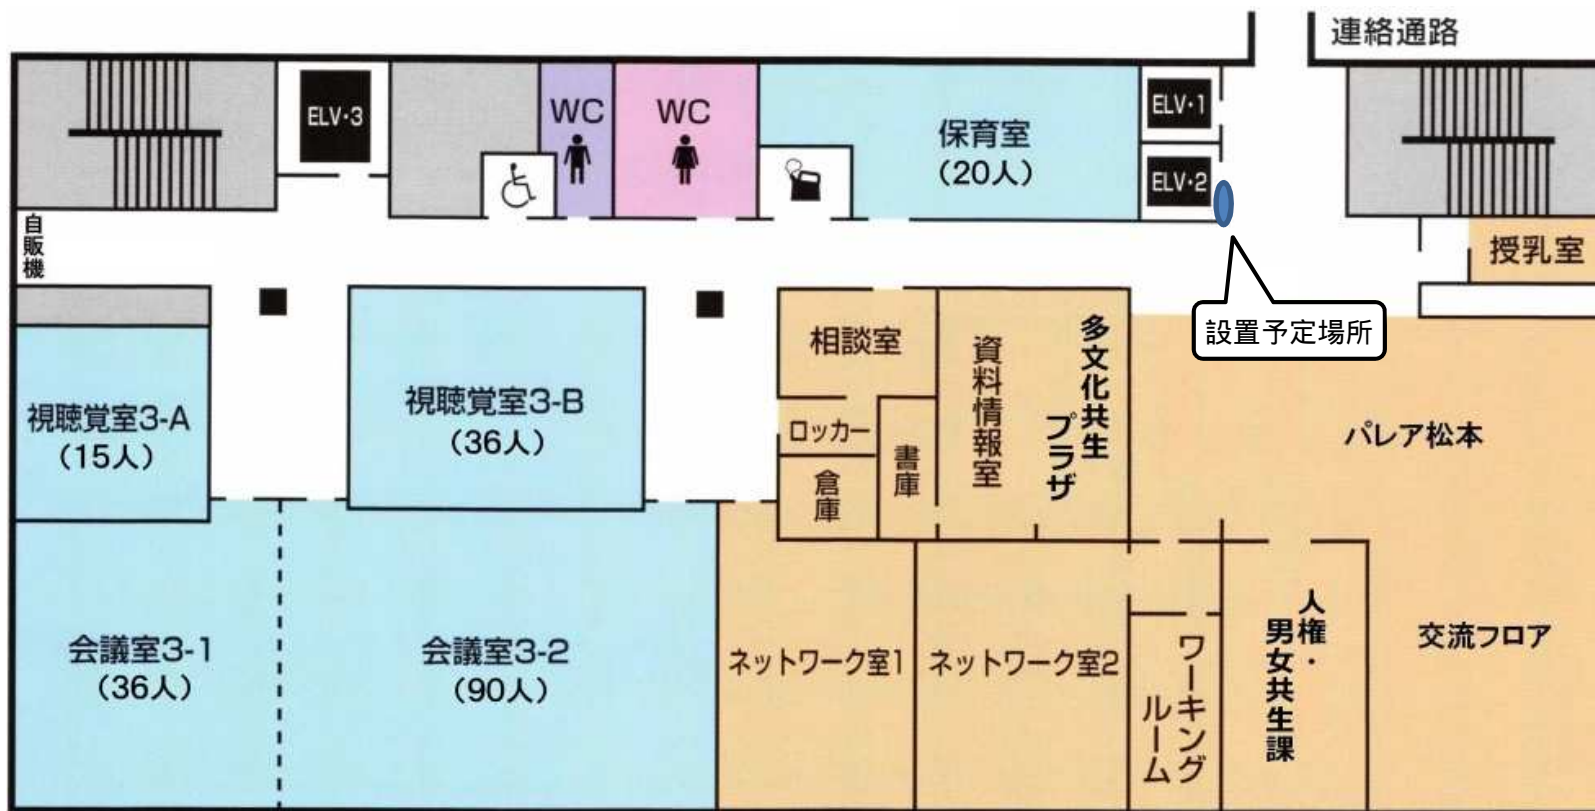 連絡通路
ELV・3
WC
WC
保育室
(20人)
ELV・1
ELV・2
自販機
授乳室
設置予定場所
視聴覚室3-A
(15人)
視聴覚室3-B
(36人)
相談室
ロッカー
倉庫
書庫
資料情報室
多文化共生
プラザ
パレア松本
会議室3-1
(36人)
会議室3-2
(90人)
ネットワーク室1
ネットワーク室2
ワーキング
ルーム
人権・
男女共生課
交流フロア